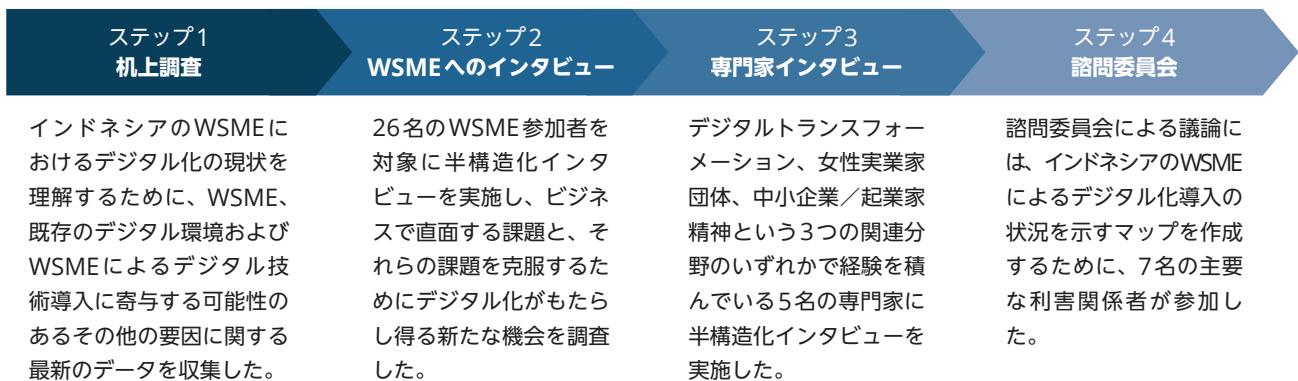 ステップ1
机上調査
インドネシアのWSMEに
おけるデジタル化の現状を
理解するために、WSME、
既存のデジタル環境および
WSMEによるデジタル技
術導入に寄与する可能性の
あるその他の要因に関する
最新のデータを収集した。
ステップ2
WSMEへのインタビュー
26名のWSME参加者を
対象に半構造化インタ
ビューを実施し、ビジネ
スで直面する課題と、そ
れらの課題を克服するた
めにデジタル化がもたら
し得る新たな機会を調査
した。
ステップ3
専門家インタビュー
デジタルトランスフォー
メーション、女性実業家
団体、中小企業／起業家
精神という3つの関連分
野のいずれかで経験を積
んでいる5名の専門家に
半構造化インタビューを
実施した。
ステップ4
諮問委員会
諮問委員会による議論に
は、インドネシアのWSME
によるデジタル化導入の
状況を示すマップを作成
するために、7名の主要
な利害関係者が参加し
た。